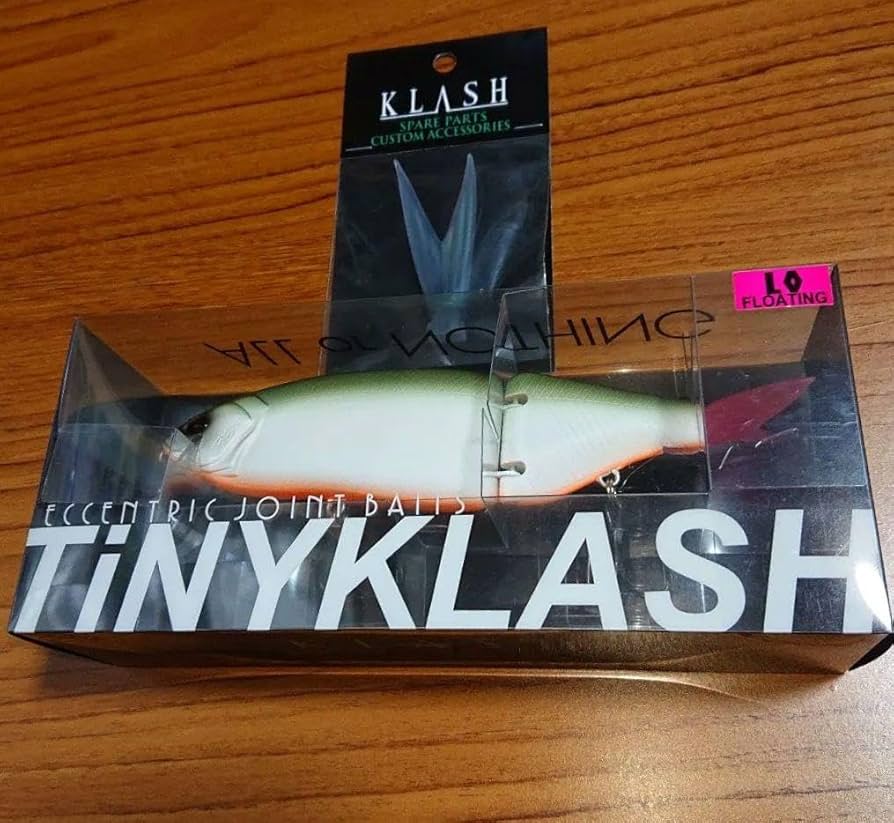 KLASH
SPARE PARTS
CUSTOM ACCESSORIES
LO
FLOATING
ALL OR NOTHING
ECCENTRIC JOINT BAITS
TiNYKLASH